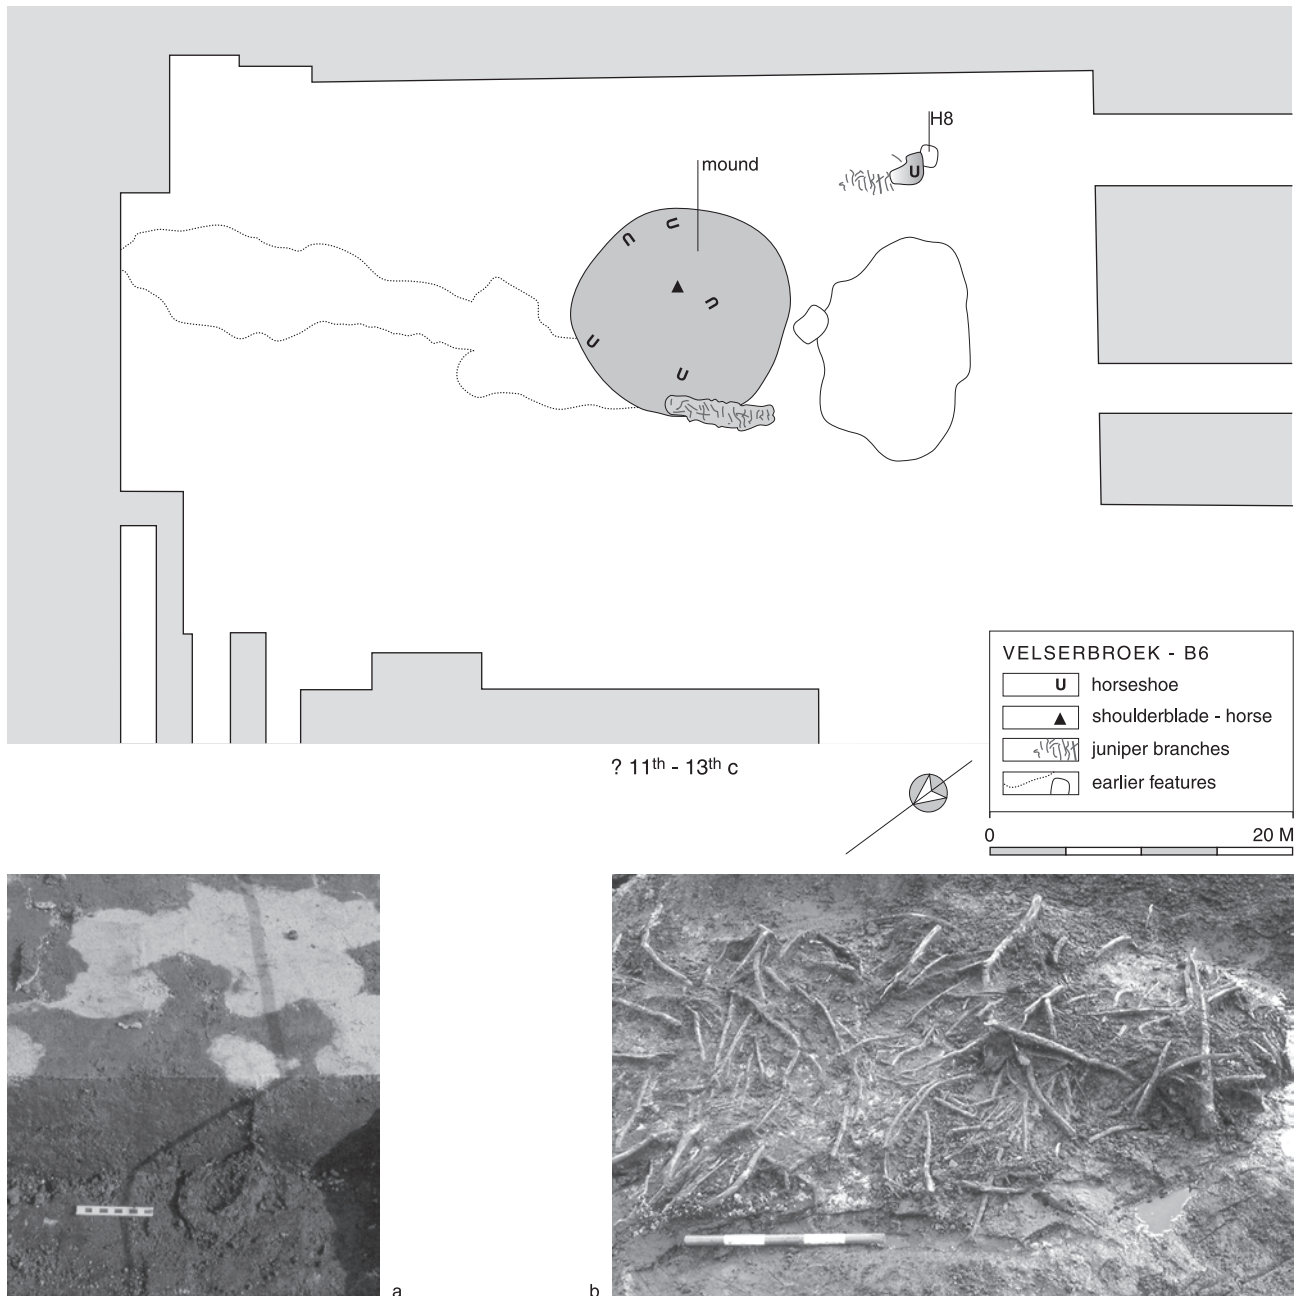 H8
mound
U
U
U
U
U
U
VELSERBROEK - B6
U horseshoe
shoulderblade - horse
juniper branches
earlier features
? 11th - 13th c
0 20 M
a
b